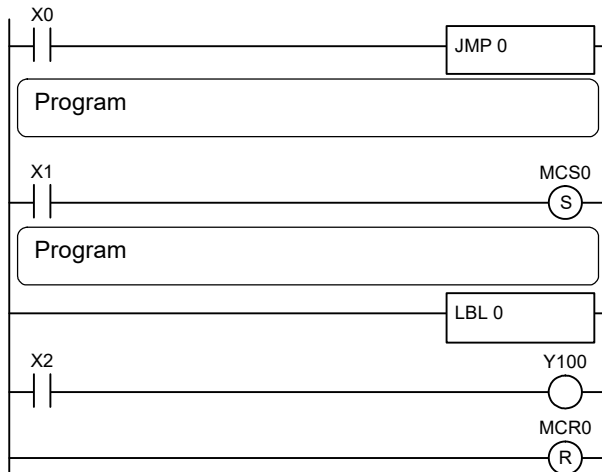 X0
JMP 0
Program
X1
MCS0
S
Program
LBL 0
X2
Y100
MCR0
R